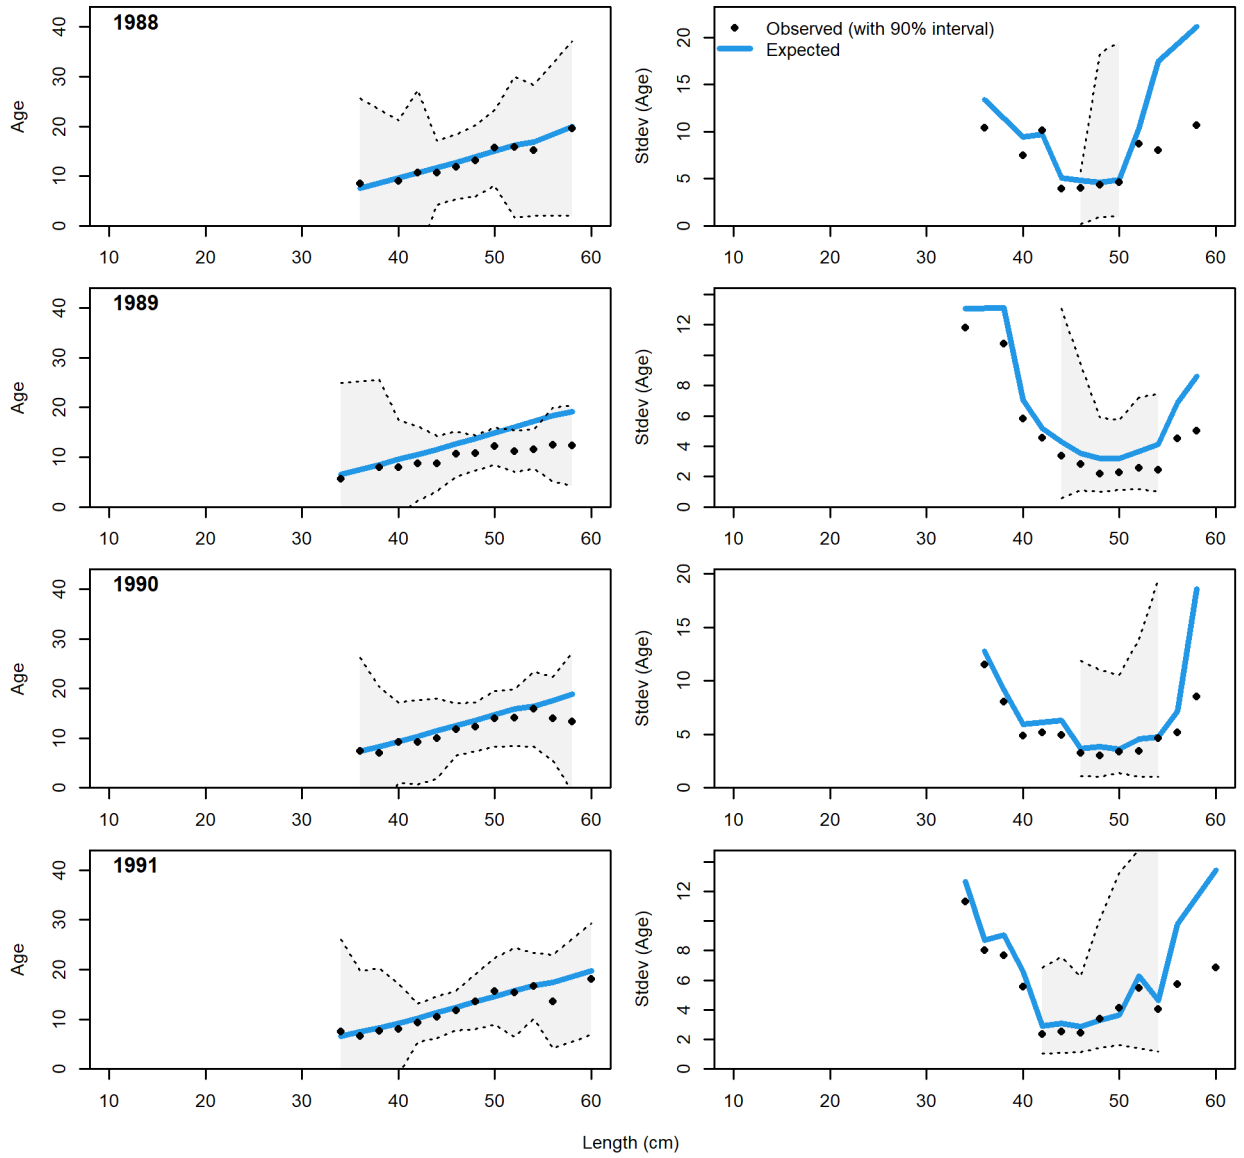 1988
Age
0 10 20 30 40
10 20 30 40 50 60
Observed (with 90% interval)
Expected
Stdev (Age)
0 5 10 15 20
10 20 30 40 50 60
1989
Age
0 10 20 30 40
10 20 30 40 50 60
Stdev (Age)
0 2 4 6 8 12
10 20 30 40 50 60
1990
Age
0 10 20 30 40
10 20 30 40 50 60
Stdev (Age)
0 5 10 15 20
10 20 30 40 50 60
1991
Age
0 10 20 30 40
10 20 30 40 50 60
Stdev (Age)
0 2 4 6 8 12
10 20 30 40 50 60
Length (cm)